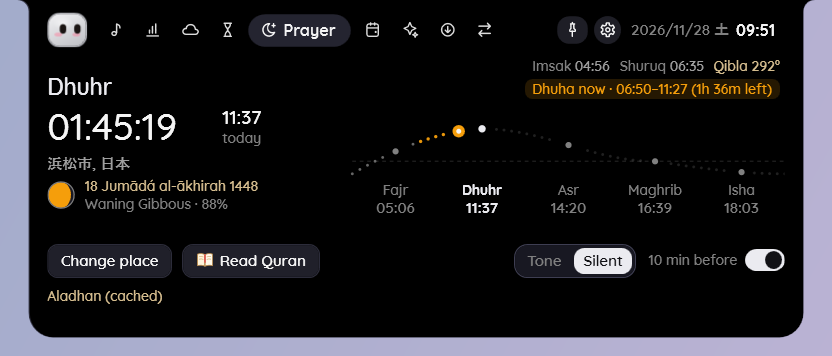 Prayer
2026/11/28 土 09:51
Imsak 04:56 Shuruq 06:35 Qibla 292°
Dhuha now · 06:50–11:27 (1h 36m left)
Dhuhr
01:45:19
11:37
today
浜松市, 日本
18 Jumādá al-ākhirah 1448
Waning Gibbous · 88%
Fajr
05:06
Dhuhr
11:37
Asr
14:20
Maghrib
16:39
Isha
18:03
Change place
Read Quran
Tone
Silent
10 min before
Aladhan (cached)